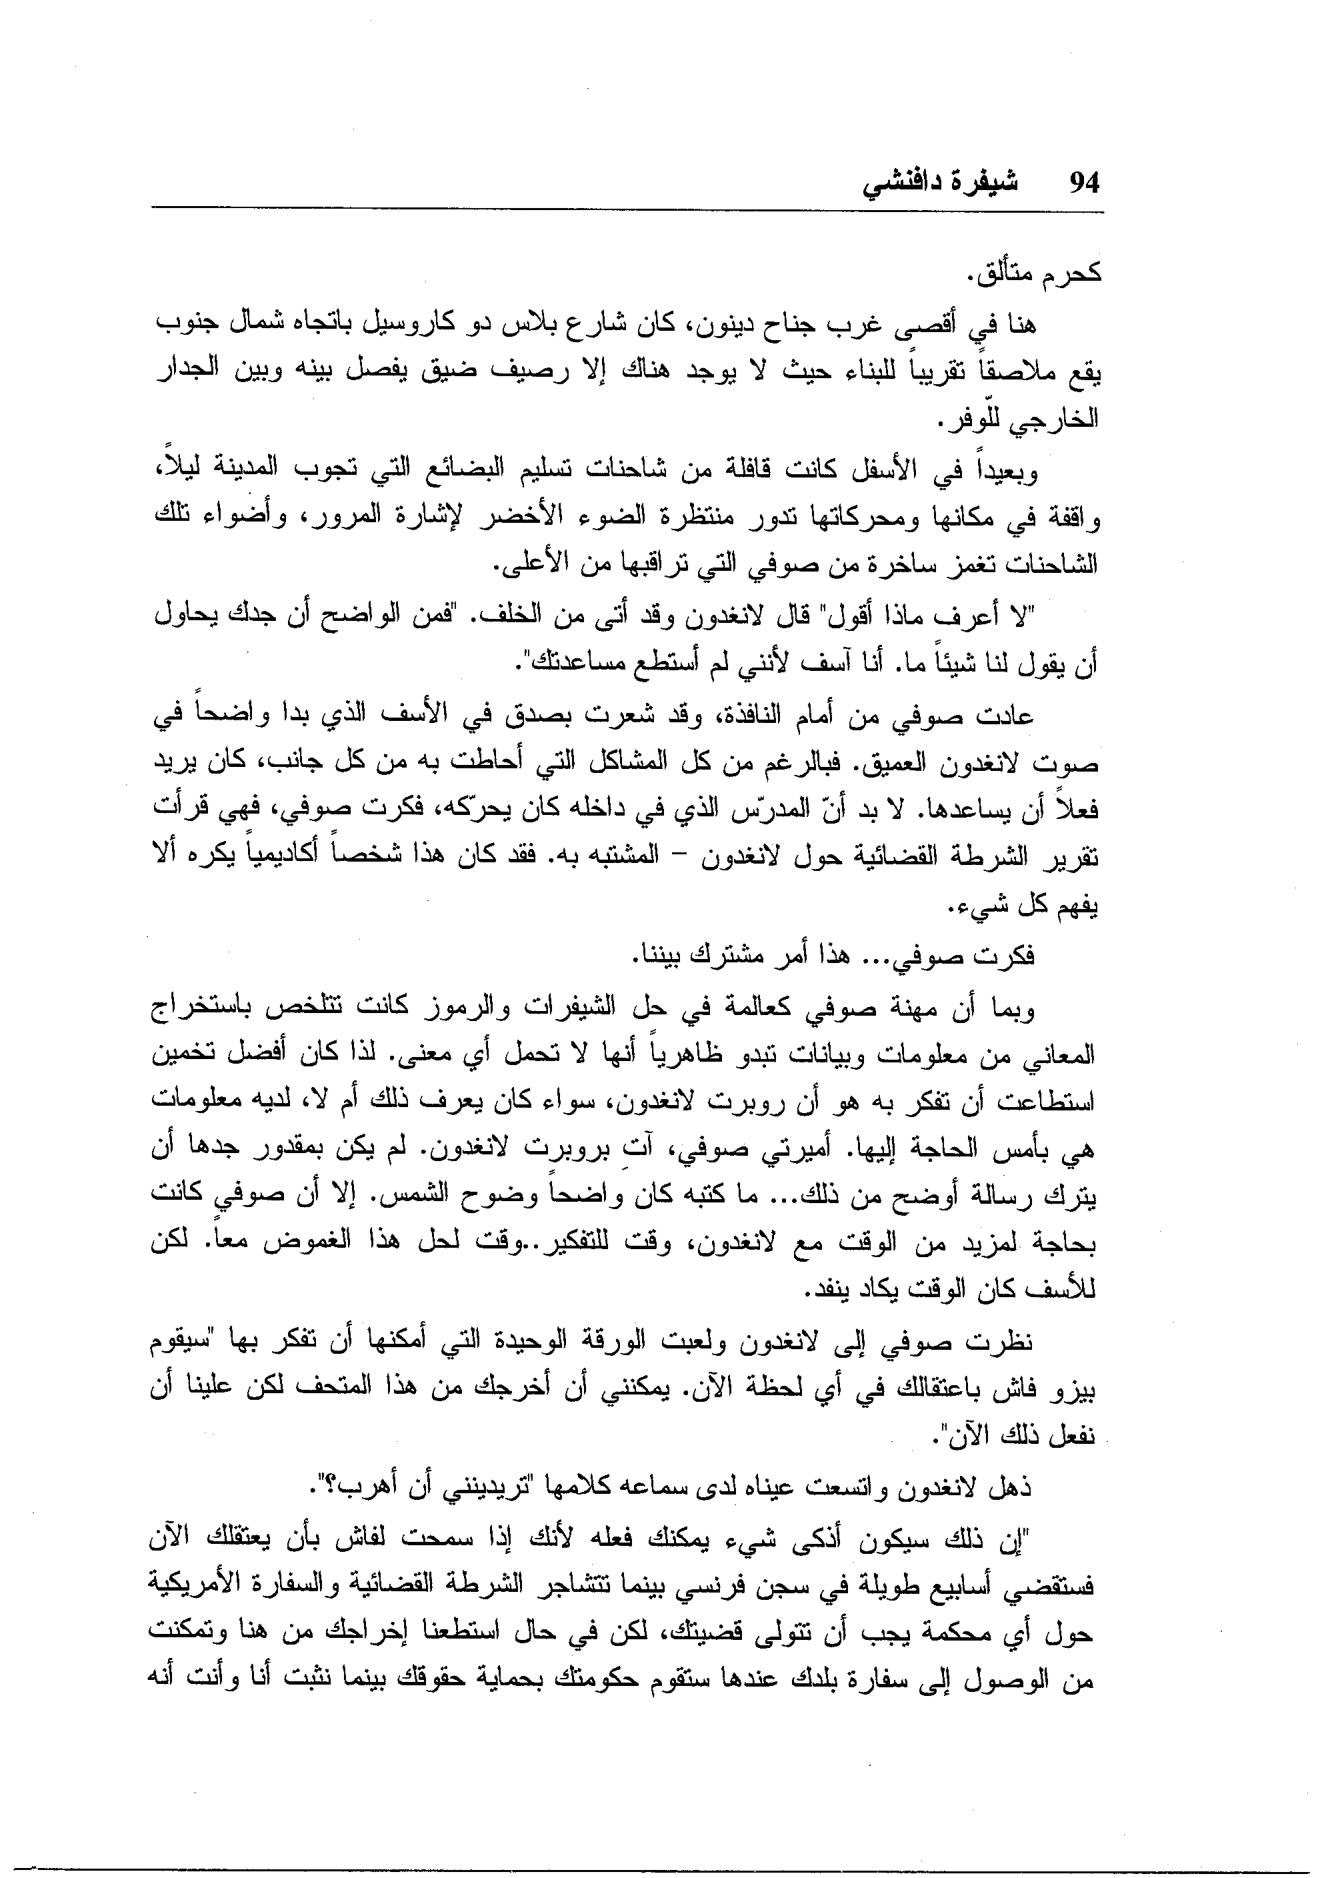 94 شيفرة دافنشي
كحرم متألق.
هنا في أقصى غرب جناح دينون، كان شارع بلاس دو كاروسيل باتجاه شمال جنوب
يقع ملاصقاً تقريباً للبناء حيث لا يوجد هناك إلا رصيف ضيق يفصل بينه وبين الجدار
الخارجي للّوفر.
وبعيداً في الأسفل كانت قافلة من شاحنات تسليم البضائع التي تجوب المدينة ليلاً،
واقفة في مكانها ومحركاتها تدور منتظرة الضوء الأخضر لإشارة المرور، وأضواء تلك
الشاحنات تغمز ساخرة من صوفي التي تراقبها من الأعلى.
"لا أعرف ماذا أقول" قال لانغدون وقد أتى من الخلف. "فمن الواضح أن جدك يحاول
أن يقول لنا شيئاً ما. أنا آسف لأنني لم أستطع مساعدتك".
عادت صوفي من أمام النافذة، وقد شعرت بصدق في الأسف الذي بدا واضحاً في
صوت لانغدون العميق. فبالرغم من كل المشاكل التي أحاطت به من كل جانب، كان يريد
فعلاً أن يساعدها. لا بد أنّ المدرّس الذي في داخله كان يحرّكه، فكرت صوفي، فهي قرأت
تقرير الشرطة القضائية حول لانغدون – المشتبه به. فقد كان هذا شخصاً أكاديمياً يكره ألا
يفهم كل شيء.
فكرت صوفي... هذا أمر مشترك بيننا.
وبما أن مهنة صوفي كعالمة في حل الشيفرات والرموز كانت تتلخص باستخراج
المعاني من معلومات وبيانات تبدو ظاهرياً أنها لا تحمل أي معنى. لذا كان أفضل تخمين
استطاعت أن تفكر به هو أن روبرت لانغدون، سواء كان يعرف ذلك أم لا، لديه معلومات
هي بأمس الحاجة إليها. أميرتي صوفي، آتِ بروبرت لانغدون. لم يكن بمقدور جدها أن
يترك رسالة أوضح من ذلك... ما كتبه كان واضحاً وضوح الشمس. إلا أن صوفي كانت
بحاجة لمزيد من الوقت مع لانغدون، وقت للتفكير..وقت لحل هذا الغموض معاً. لكن
للأسف كان الوقت يكاد ينفد.
نظرت صوفي إلى لانغدون ولعبت الورقة الوحيدة التي أمكنها أن تفكر بها "سيقوم
بيزو فاش باعتقالك في أي لحظة الآن. يمكنني أن أخرجك من هذا المتحف لكن علينا أن
نفعل ذلك الآن".
ذهل لانغدون واتسعت عيناه لدى سماعه كلامها "تريدينني أن أهرب؟".
"إن ذلك سيكون أذكى شيء يمكنك فعله لأنك إذا سمحت لفاش بأن يعتقلك الآن
فستقضي أسابيع طويلة في سجن فرنسي بينما تتشاجر الشرطة القضائية والسفارة الأمريكية
حول أي محكمة يجب أن تتولى قضيتك، لكن في حال استطعنا إخراجك من هنا وتمكنت
من الوصول إلى سفارة بلدك عندها ستقوم حكومتك بحماية حقوقك بينما نثبت أنا وأنت أنه